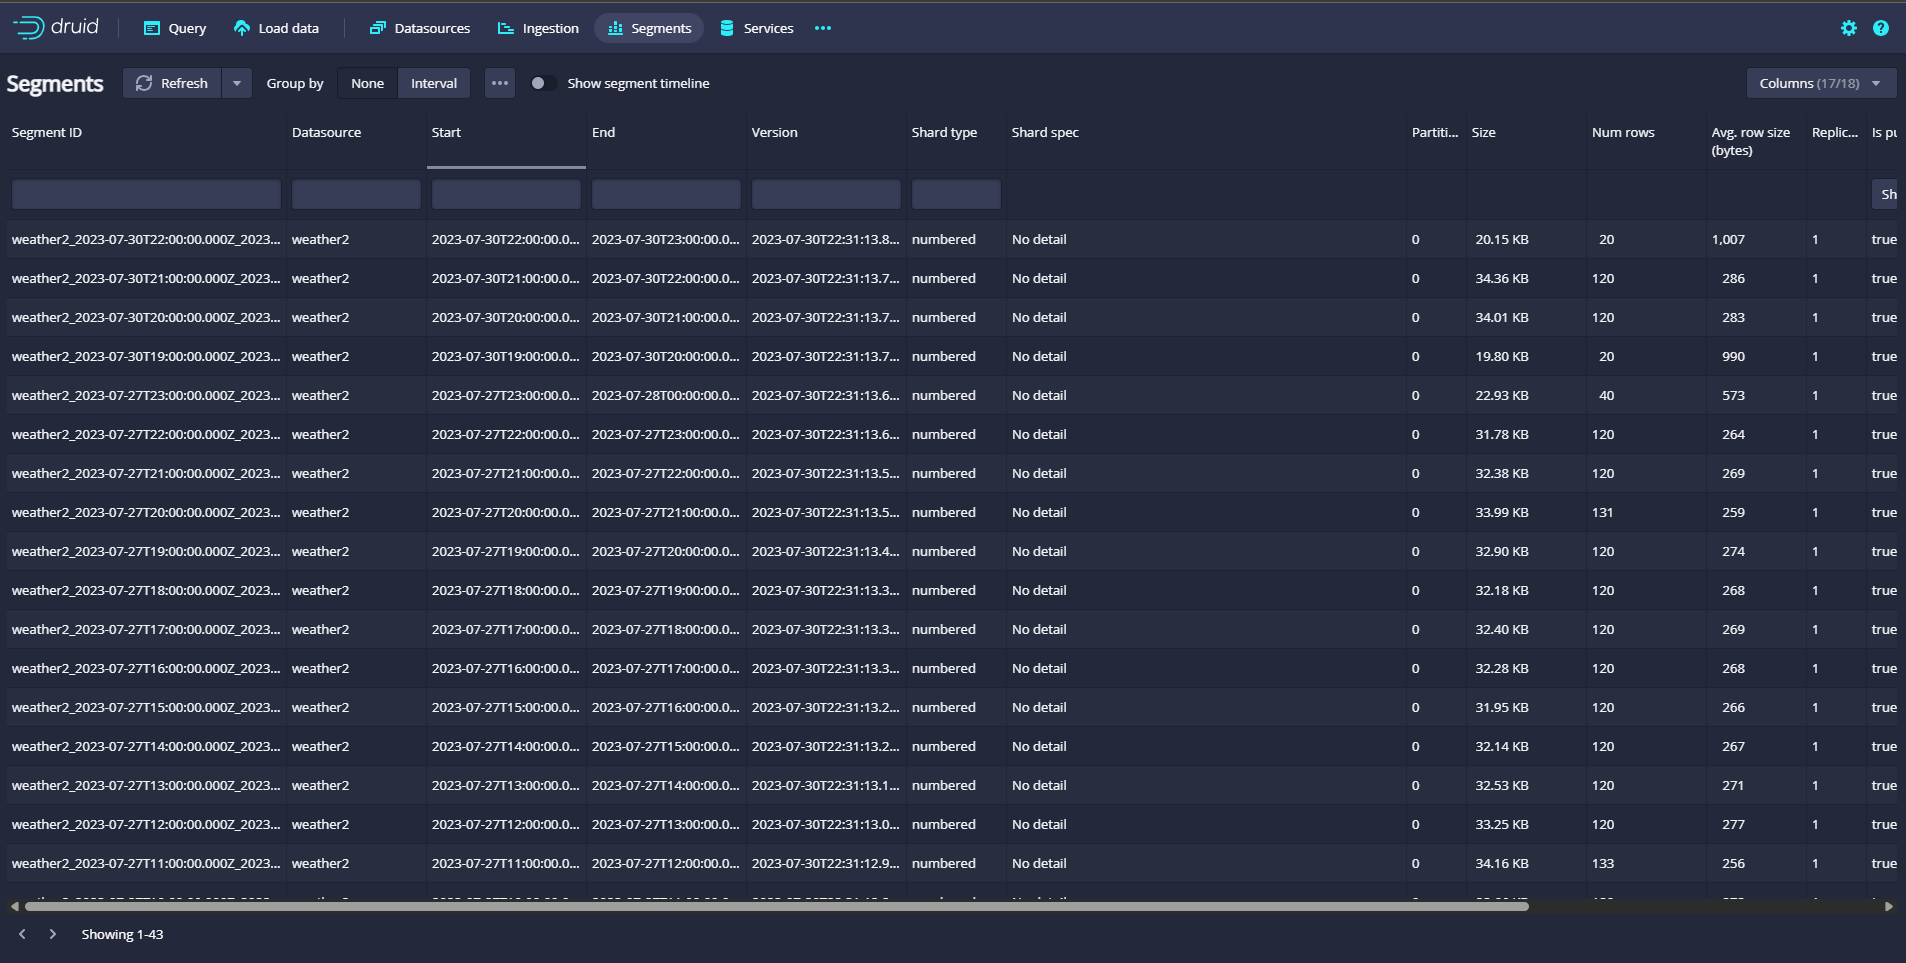 druid Query Load data Datasources Ingestion Segments Services
Segments Refresh Group by None Interval Show segment timeline Columns (17/18)
Segment ID Datasource Start End Version Shard type Shard spec Partiti... Size Num rows Avg. row size (bytes) Replic... Is pu
Sh
weather2_2023-07-30T22:00:00.000Z_2023... weather2 2023-07-30T22:00:00.0... 2023-07-30T23:00:00.0... 2023-07-30T22:31:13.8... numbered No detail 0 20.15 KB 20 1,007 1 true
weather2_2023-07-30T21:00:00.000Z_2023... weather2 2023-07-30T21:00:00.0... 2023-07-30T22:00:00.0... 2023-07-30T22:31:13.7... numbered No detail 0 34.36 KB 120 286 1 true
weather2_2023-07-30T20:00:00.000Z_2023... weather2 2023-07-30T20:00:00.0... 2023-07-30T21:00:00.0... 2023-07-30T22:31:13.7... numbered No detail 0 34.01 KB 120 283 1 true
weather2_2023-07-30T19:00:00.000Z_2023... weather2 2023-07-30T19:00:00.0... 2023-07-30T20:00:00.0... 2023-07-30T22:31:13.7... numbered No detail 0 19.80 KB 20 990 1 true
weather2_2023-07-27T23:00:00.000Z_2023... weather2 2023-07-27T23:00:00.0... 2023-07-28T00:00:00.0... 2023-07-30T22:31:13.6... numbered No detail 0 22.93 KB 40 573 1 true
weather2_2023-07-27T22:00:00.000Z_2023... weather2 2023-07-27T22:00:00.0... 2023-07-27T23:00:00.0... 2023-07-30T22:31:13.6... numbered No detail 0 31.78 KB 120 264 1 true
weather2_2023-07-27T21:00:00.000Z_2023... weather2 2023-07-27T21:00:00.0... 2023-07-27T22:00:00.0... 2023-07-30T22:31:13.5... numbered No detail 0 32.38 KB 120 269 1 true
weather2_2023-07-27T20:00:00.000Z_2023... weather2 2023-07-27T20:00:00.0... 2023-07-27T21:00:00.0... 2023-07-30T22:31:13.5... numbered No detail 0 33.99 KB 131 259 1 true
weather2_2023-07-27T19:00:00.000Z_2023... weather2 2023-07-27T19:00:00.0... 2023-07-27T20:00:00.0... 2023-07-30T22:31:13.4... numbered No detail 0 32.90 KB 120 274 1 true
weather2_2023-07-27T18:00:00.000Z_2023... weather2 2023-07-27T18:00:00.0... 2023-07-27T19:00:00.0... 2023-07-30T22:31:13.3... numbered No detail 0 32.18 KB 120 268 1 true
weather2_2023-07-27T17:00:00.000Z_2023... weather2 2023-07-27T17:00:00.0... 2023-07-27T18:00:00.0... 2023-07-30T22:31:13.3... numbered No detail 0 32.40 KB 120 269 1 true
weather2_2023-07-27T16:00:00.000Z_2023... weather2 2023-07-27T16:00:00.0... 2023-07-27T17:00:00.0... 2023-07-30T22:31:13.3... numbered No detail 0 32.28 KB 120 268 1 true
weather2_2023-07-27T15:00:00.000Z_2023... weather2 2023-07-27T15:00:00.0... 2023-07-27T16:00:00.0... 2023-07-30T22:31:13.2... numbered No detail 0 31.95 KB 120 266 1 true
weather2_2023-07-27T14:00:00.000Z_2023... weather2 2023-07-27T14:00:00.0... 2023-07-27T15:00:00.0... 2023-07-30T22:31:13.2... numbered No detail 0 32.14 KB 120 267 1 true
weather2_2023-07-27T13:00:00.000Z_2023... weather2 2023-07-27T13:00:00.0... 2023-07-27T14:00:00.0... 2023-07-30T22:31:13.1... numbered No detail 0 32.53 KB 120 271 1 true
weather2_2023-07-27T12:00:00.000Z_2023... weather2 2023-07-27T12:00:00.0... 2023-07-27T13:00:00.0... 2023-07-30T22:31:13.0... numbered No detail 0 33.25 KB 120 277 1 true
weather2_2023-07-27T11:00:00.000Z_2023... weather2 2023-07-27T11:00:00.0... 2023-07-27T12:00:00.0... 2023-07-30T22:31:12.9... numbered No detail 0 34.16 KB 133 256 1 true
Showing 1-43